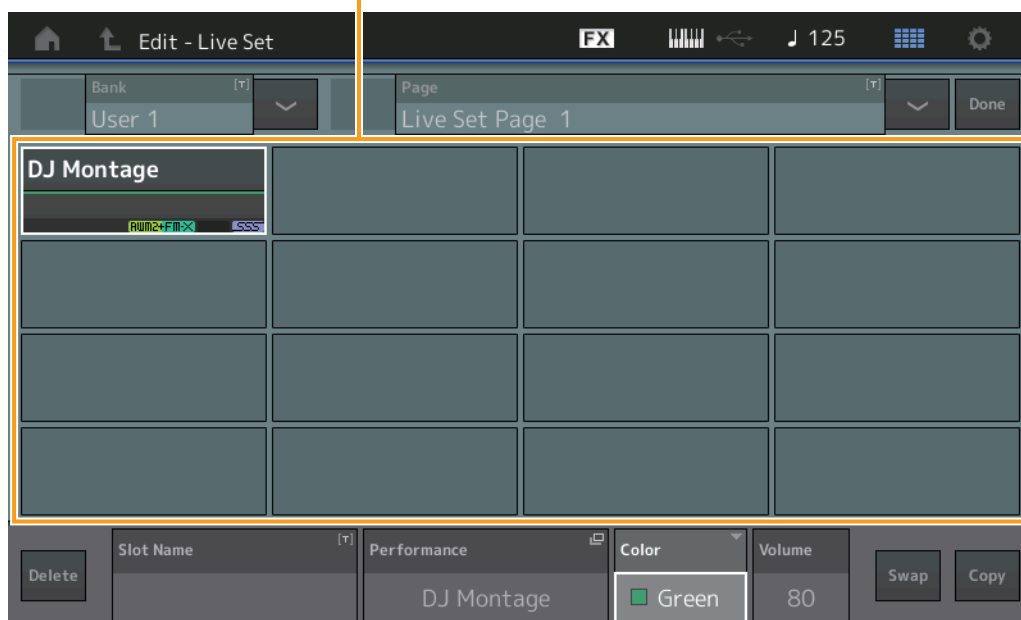 Edit - Live Set
FX
♩ 125
Bank [T]
User 1
Page [T]
Live Set Page 1
Done
DJ Montage
AWM2+FM-X SSS
Delete
Slot Name [T]
Performance
DJ Montage
Color
Green
Volume
80
Swap
Copy